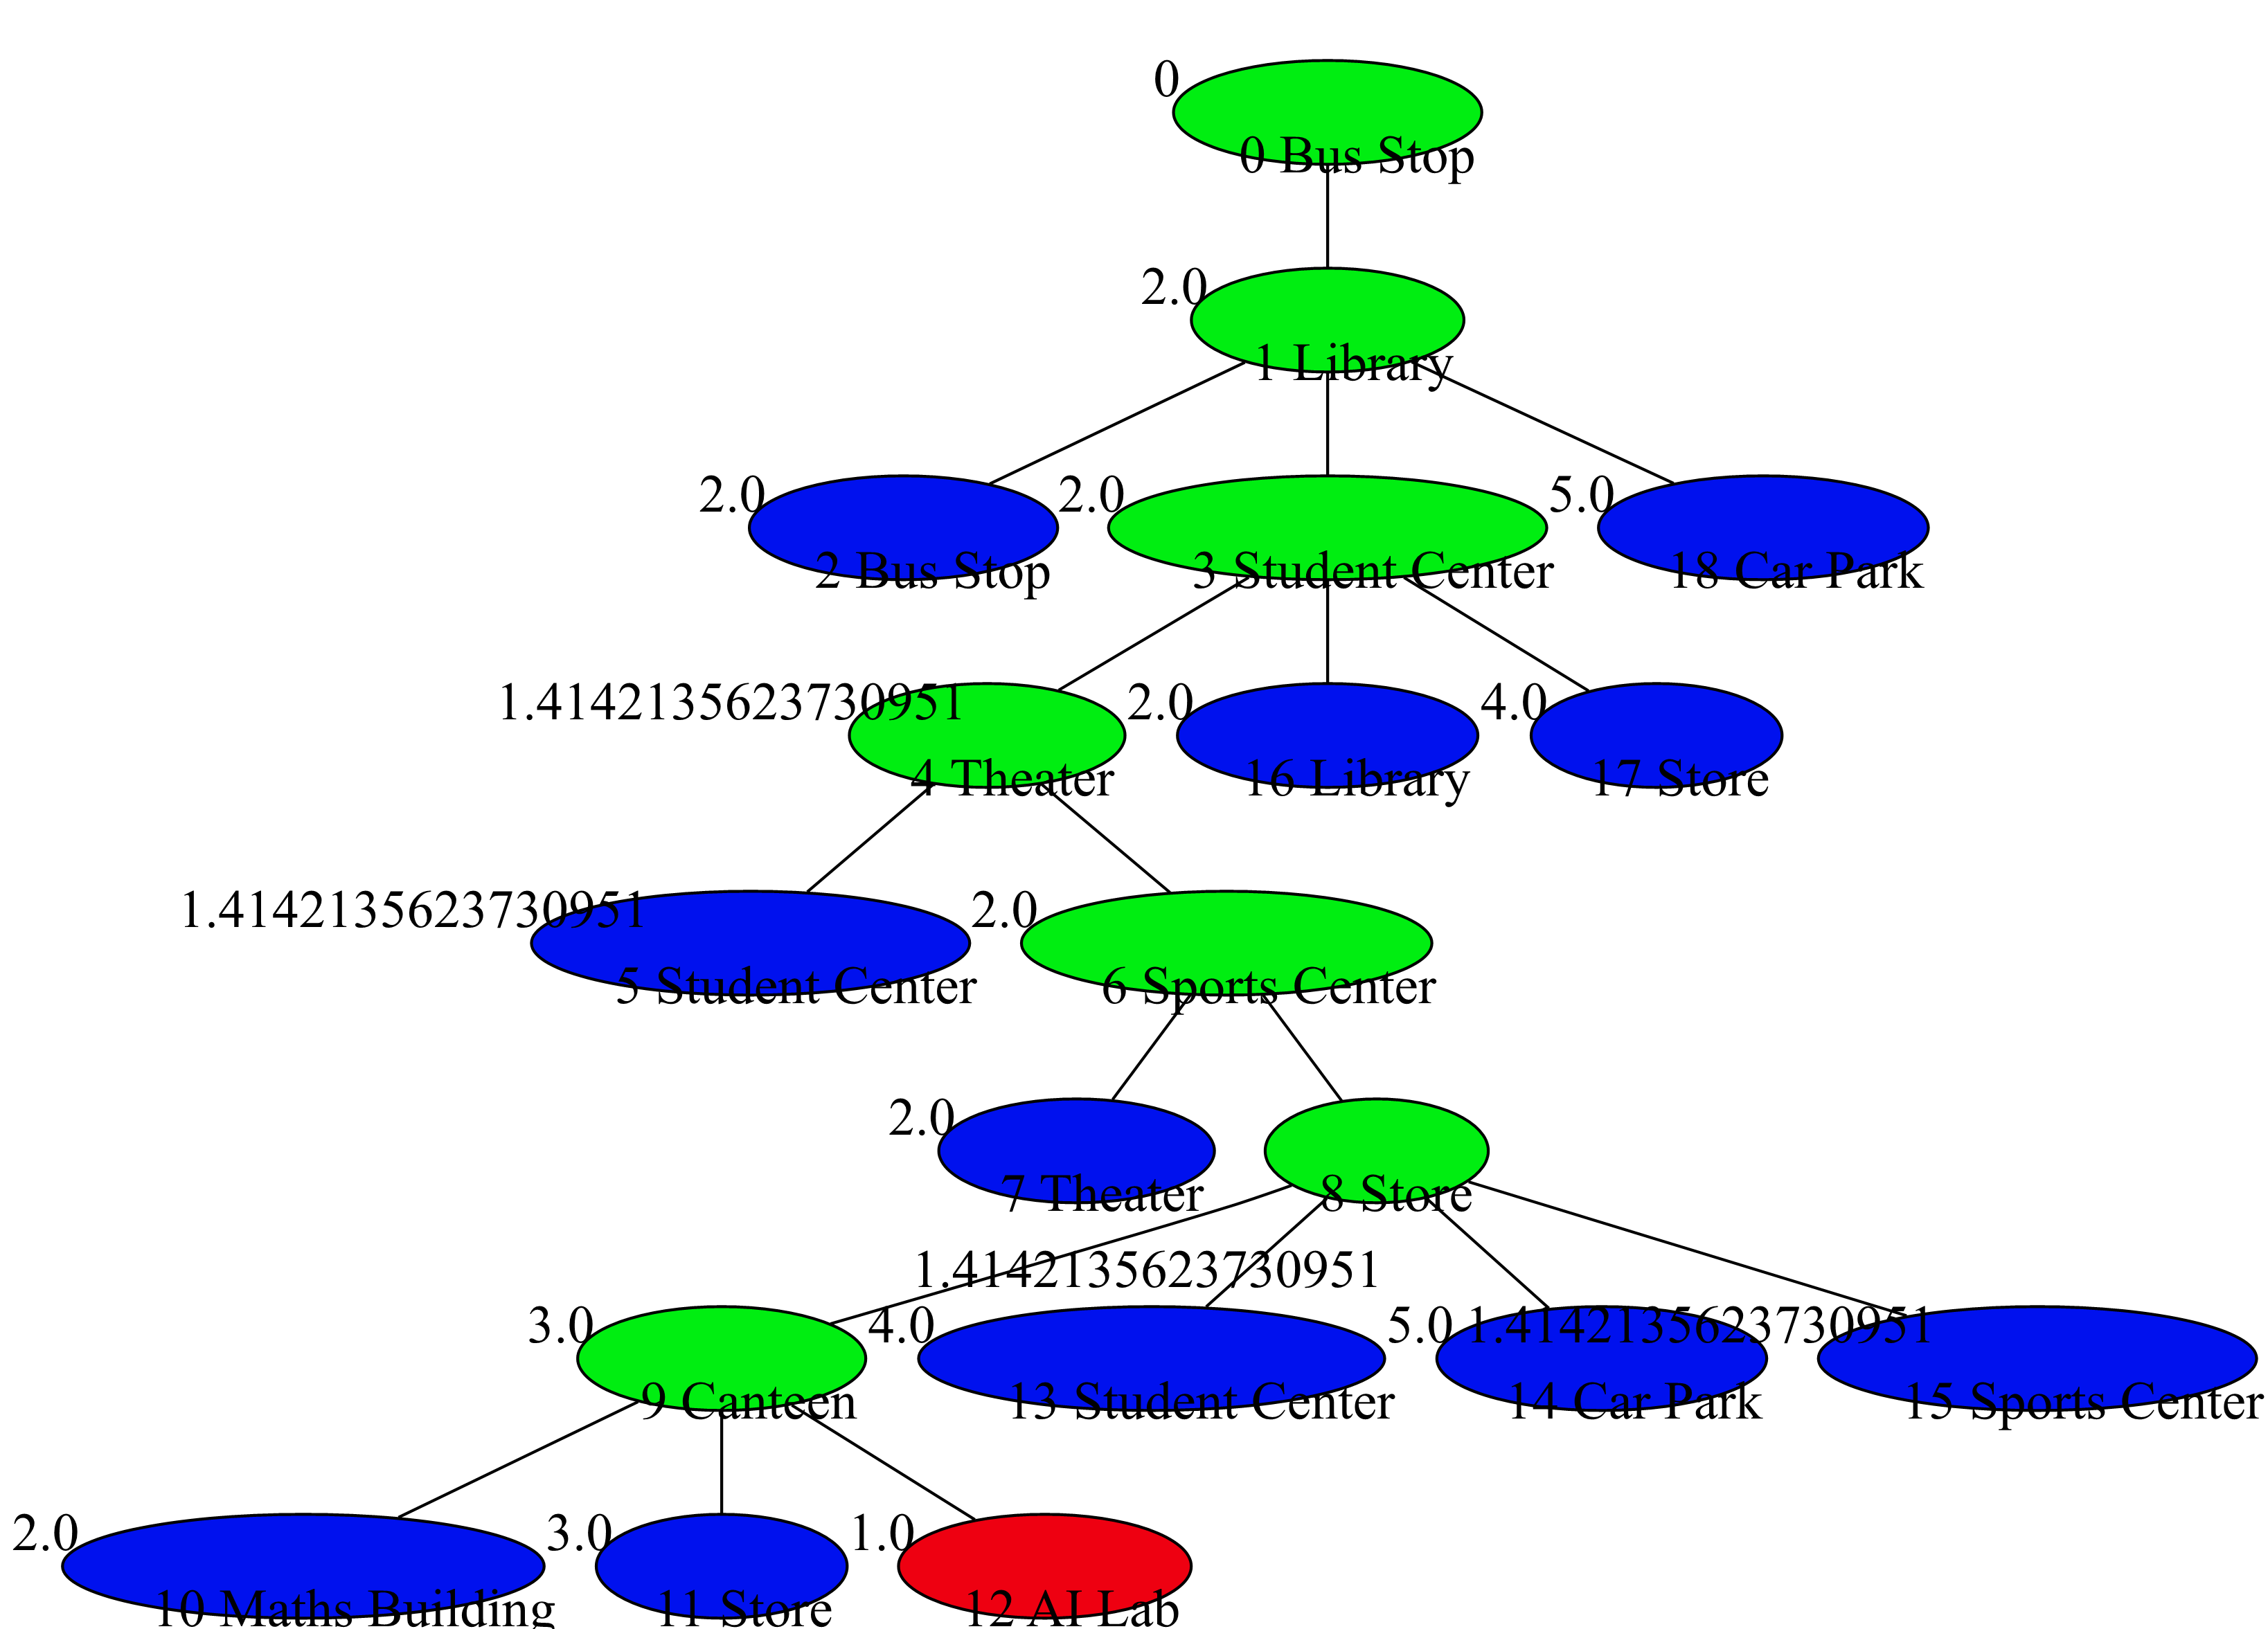 0
0 Bus Stop
2.0
1 Library
2.0
2 Bus Stop
2.0
3 Student Center
5.0
18 Car Park
1.4142135623730951
4 Theater
2.0
16 Library
4.0
17 Store
1.4142135623730951
5 Student Center
2.0
6 Sports Center
2.0
7 Theater
1.4142135623730951
8 Store
3.0
9 Canteen
4.0
13 Student Center
5.0
14 Car Park
1.4142135623730951
15 Sports Center
2.0
10 Maths Building
3.0
11 Store
1.0
12 AI Lab